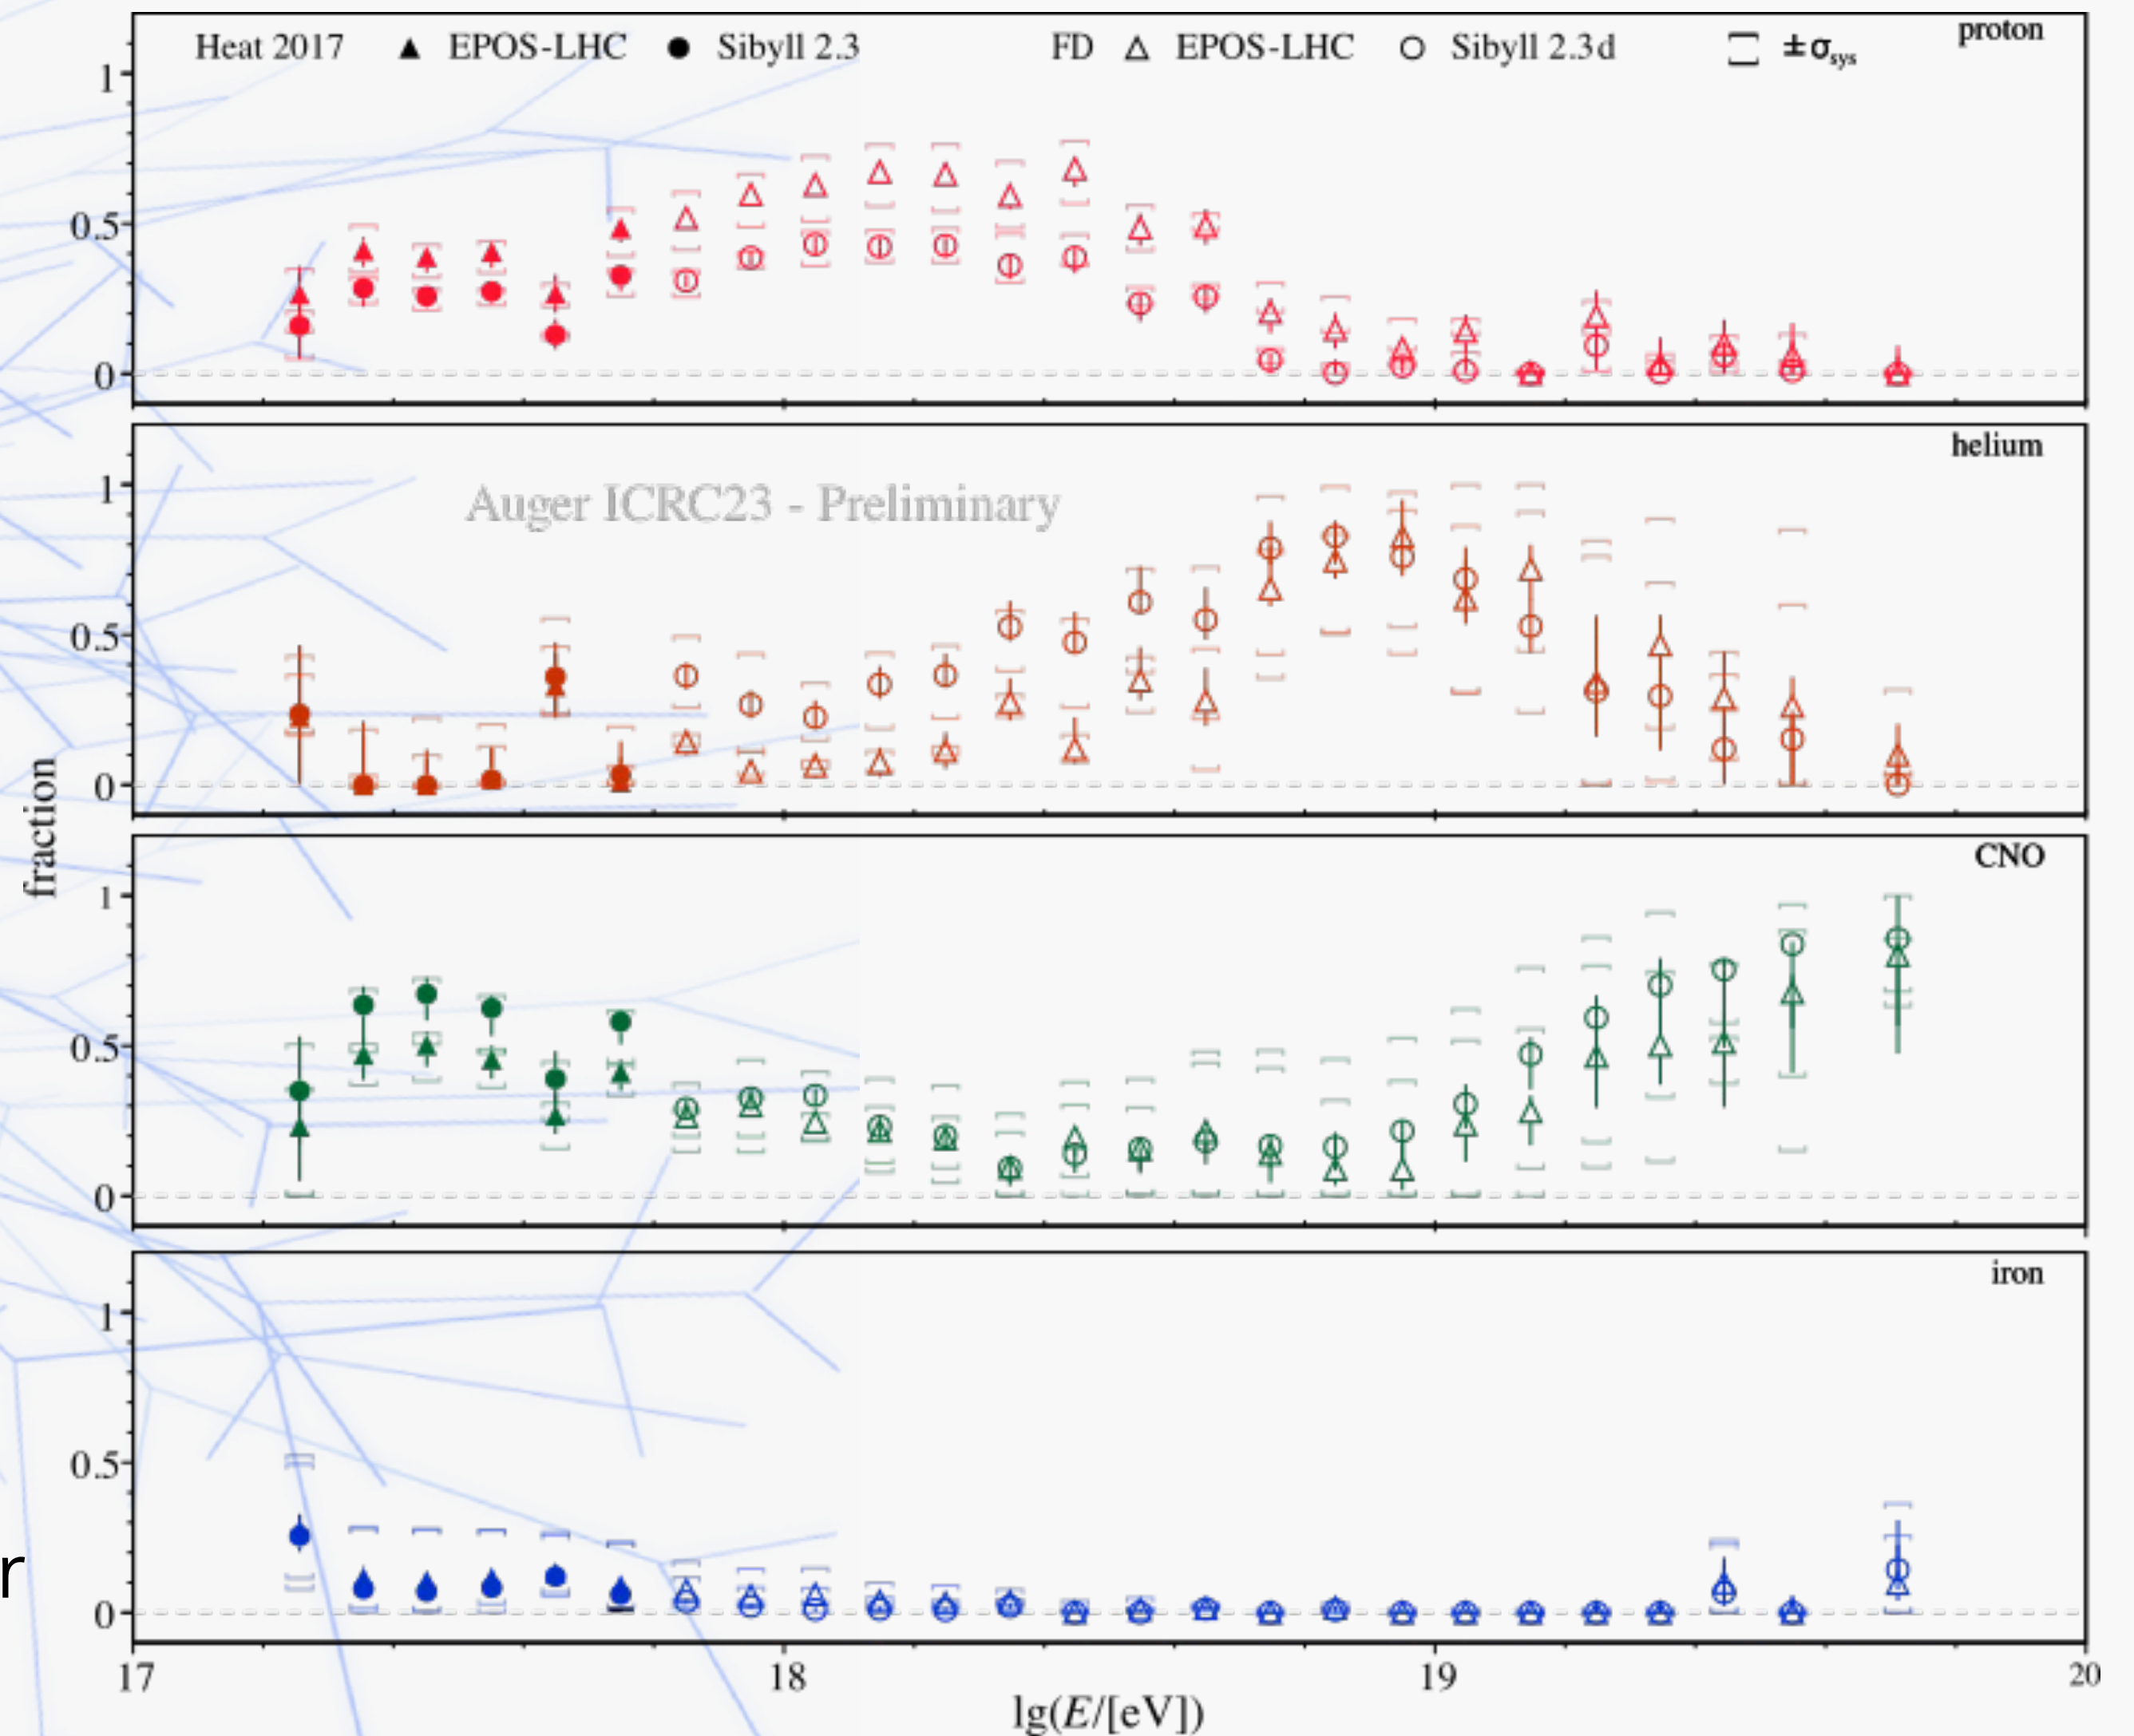 Heat 2017 ▲ EPOS-LHC ● Sibyll 2.3 FD △ EPOS-LHC ○ Sibyll 2.3d ± σsys
proton
1
0.5
0
helium
Auger ICRC23 - Preliminary
1
0.5
0
fraction
CNO
1
0.5
0
iron
1
0.5
0
r
17 18 19 20
lg(E/[eV])